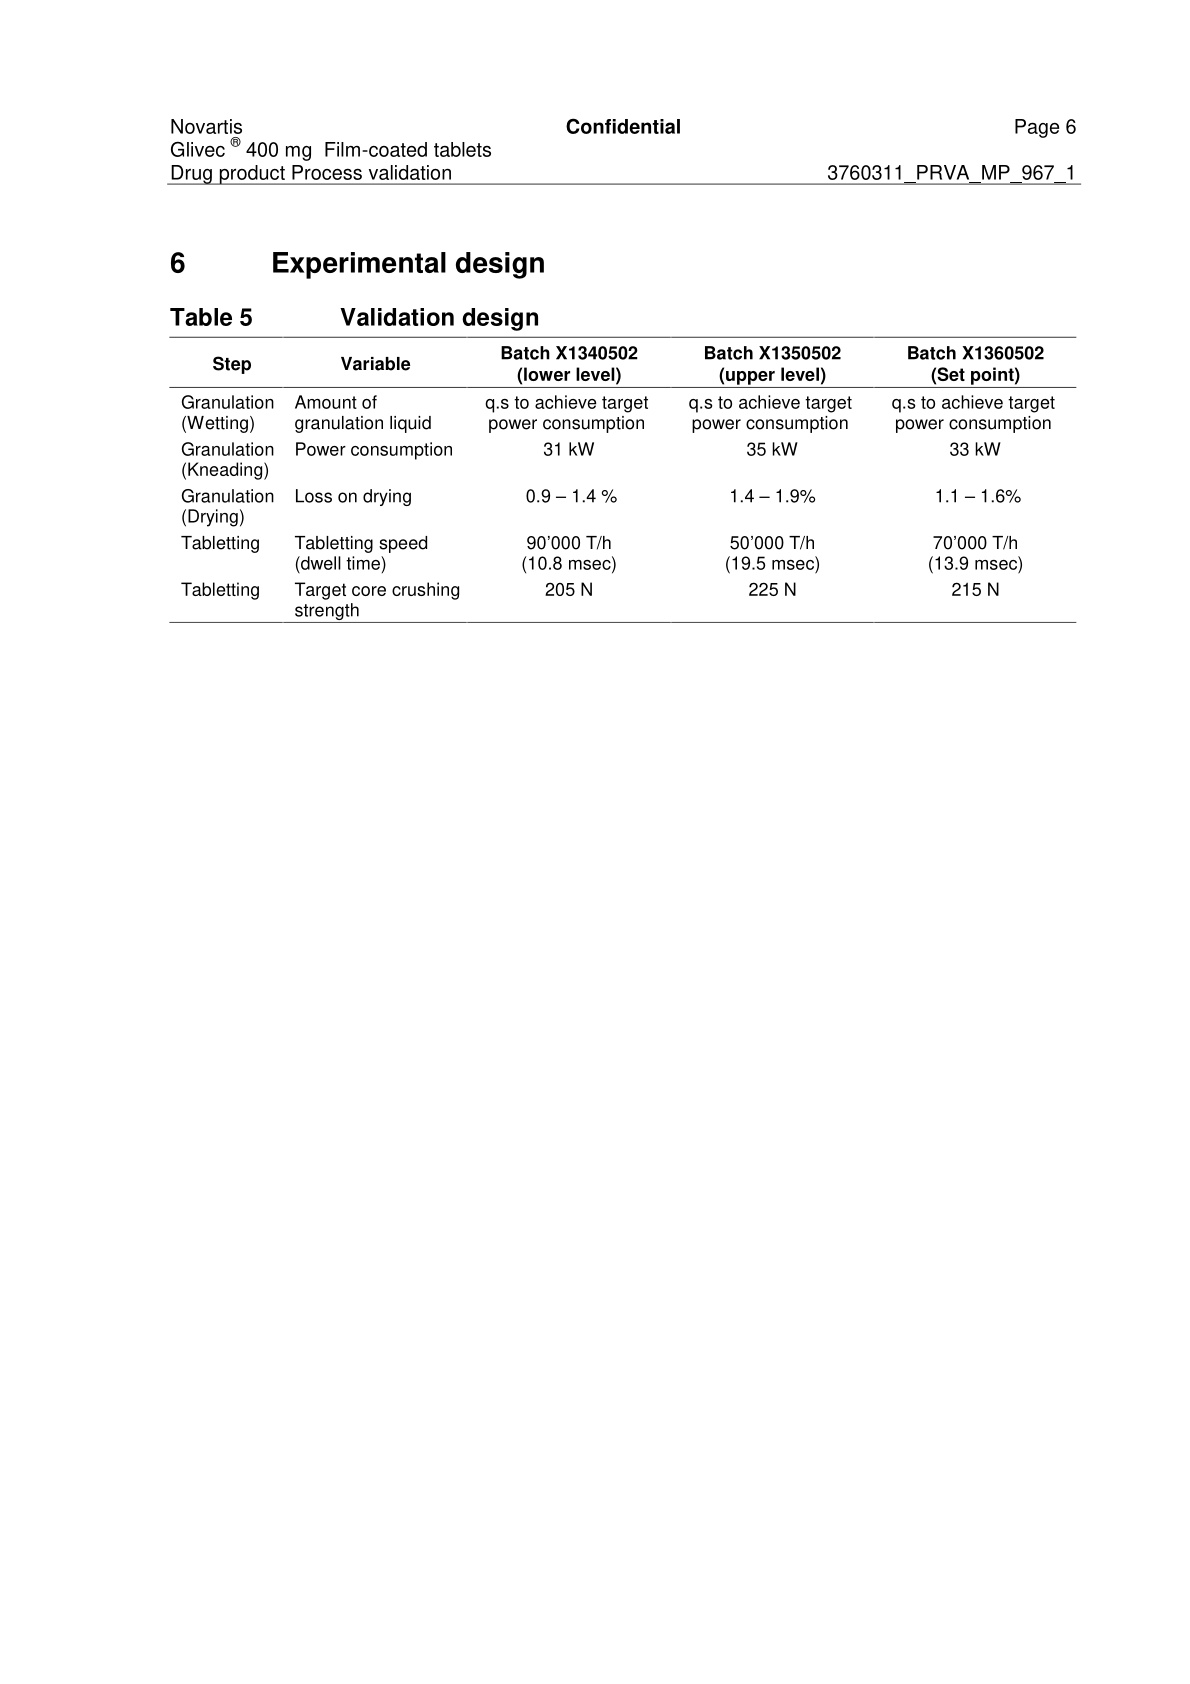 Novartis Confidential Page 6
Glivec ® 400 mg Film-coated tablets
Drug product Process validation 3760311_PRVA_MP_967_1
6 Experimental design
Table 5 Validation design
Step Variable Batch X1340502 (lower level) Batch X1350502 (upper level) Batch X1360502 (Set point)
Granulation Amount of q.s to achieve target q.s to achieve target q.s to achieve target
(Wetting) granulation liquid power consumption power consumption power consumption
Granulation Power consumption 31 kW 35 kW 33 kW
(Kneading)
Granulation Loss on drying 0.9 – 1.4 % 1.4 – 1.9% 1.1 – 1.6%
(Drying)
Tabletting Tabletting speed 90’000 T/h 50’000 T/h 70’000 T/h
(dwell time) (10.8 msec) (19.5 msec) (13.9 msec)
Tabletting Target core crushing 205 N 225 N 215 N
strength